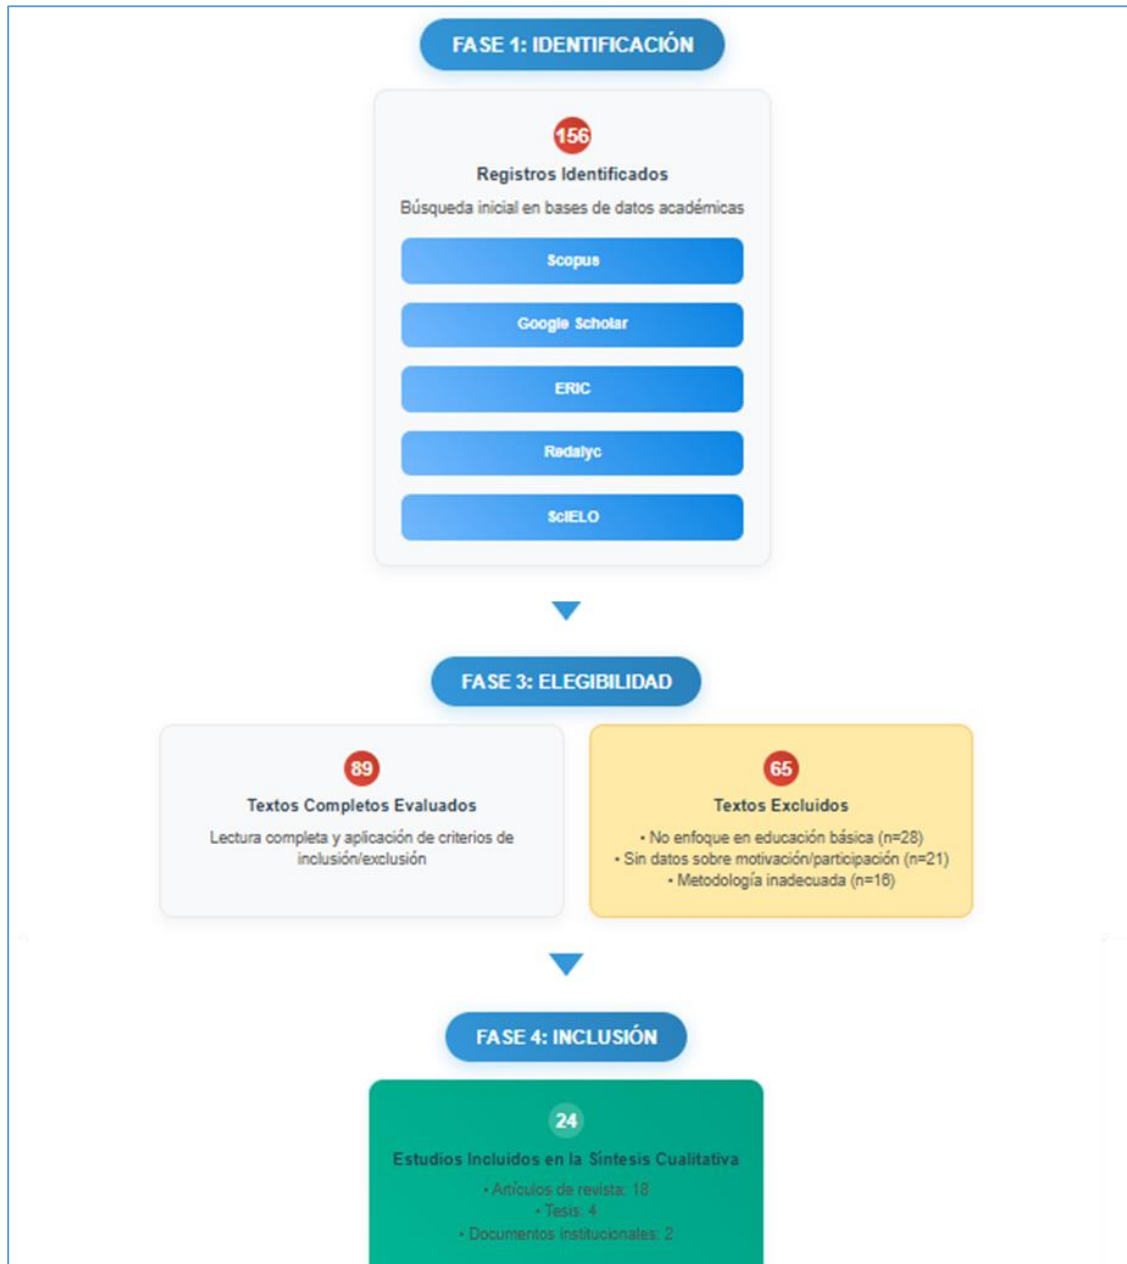 FASE 1: IDENTIFICACIÓN
156
Registros Identificados
Búsqueda inicial en bases de datos académicas
Scopus
Google Scholar
ERIC
Redalyc
SciELO
FASE 3: ELEGIBILIDAD
89
Textos Completos Evaluados
Lectura completa y aplicación de criterios de
inclusión/exclusión
65
Textos Excluidos
• No enfoque en educación básica (n=28)
• Sin datos sobre motivación/participación (n=21)
• Metodología inadecuada (n=16)
FASE 4: INCLUSIÓN
24
Estudios Incluidos en la Síntesis Cualitativa
• Artículos de revista: 18
• Tesis: 4
• Documentos institucionales: 2